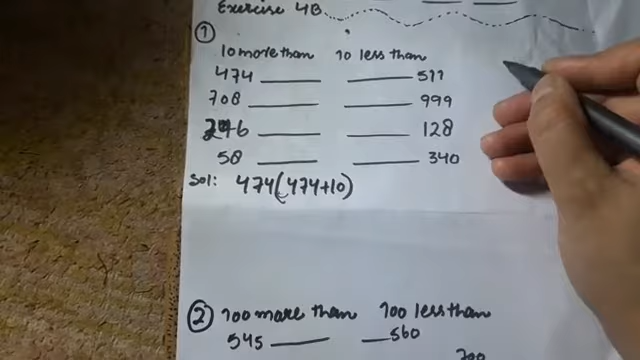 Exercise 4B
① 10 more than 10 less than
474 ______ ______ 511
708 ______ ______ 999
246 ______ ______ 128
58 ______ ______ 340
Sol: 474(474+10)
② 100 more than 100 less than
545 ______ ___560
700